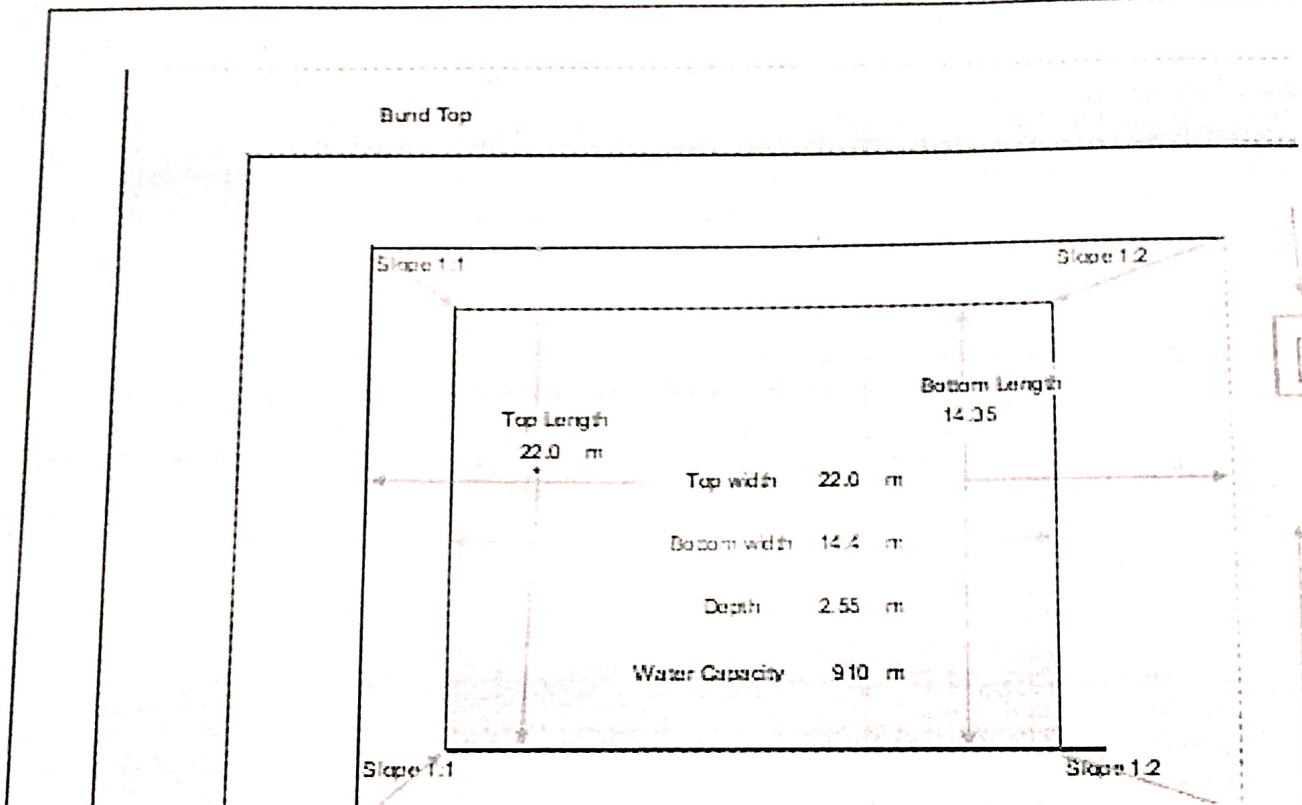 Bund Top
Slope 1:1
Slope 1:2
Bottom Length
14.35
Top Length
22.0 m
Top width 22.0 m
Bottom width 14.4 m
Depth 2.55 m
Water Capacity 910 m
Slope 1:1
Slope 1:2